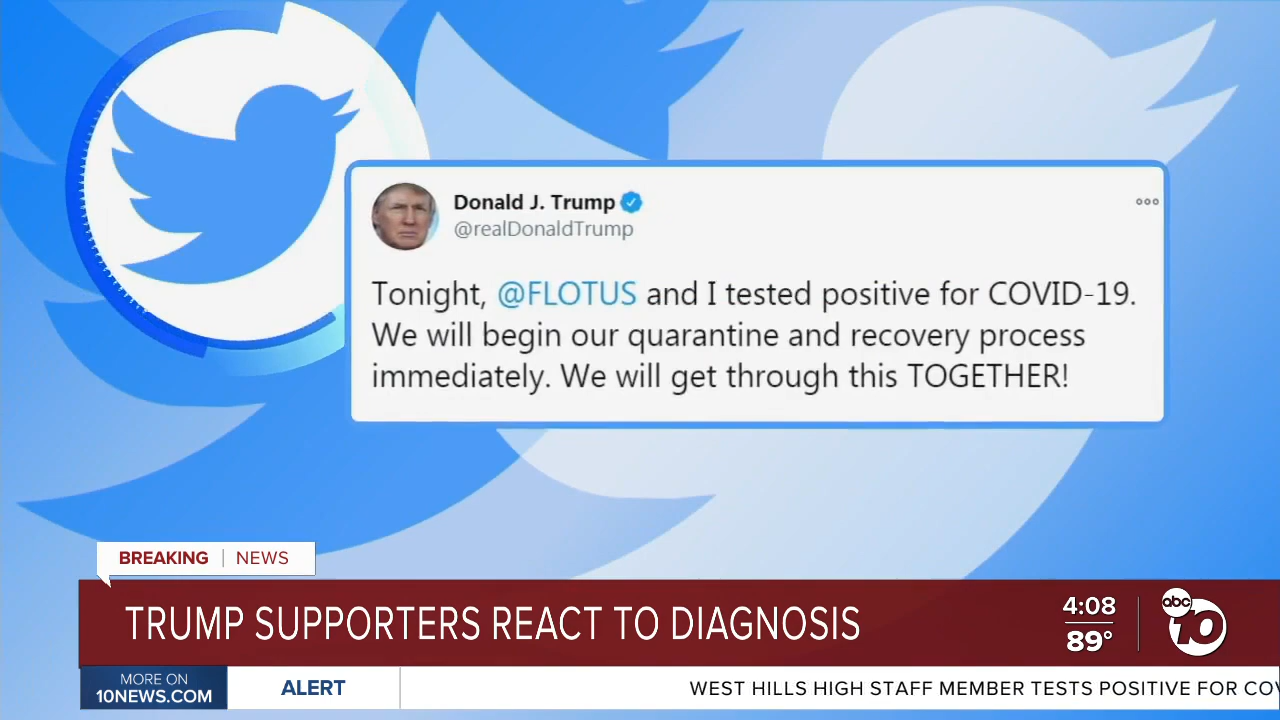 Donald J. Trump
@realDonaldTrump
Tonight, @FLOTUS and I tested positive for COVID-19.
We will begin our quarantine and recovery process
immediately. We will get through this TOGETHER!
BREAKING | NEWS
TRUMP SUPPORTERS REACT TO DIAGNOSIS
4:08
89°
abc
10
MORE ON
10NEWS.COM
ALERT
WEST HILLS HIGH STAFF MEMBER TESTS POSITIVE FOR COV